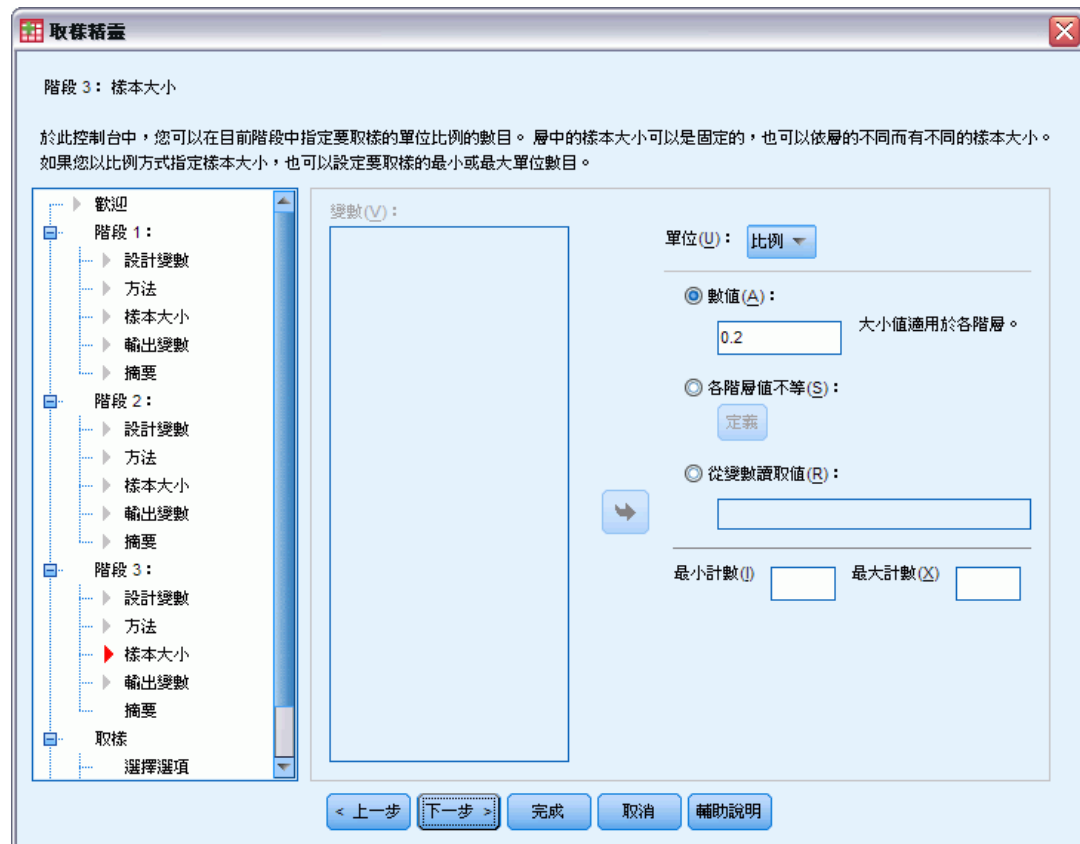 取樣精靈
階段 3： 樣本大小
於此控制台中，您可以在目前階段中指定要取樣的單位比例的數目。 層中的樣本大小可以是固定的，也可以依層的不同而有不同的樣本大小。
如果您以比例方式指定樣本大小，也可以設定要取樣的最小或最大單位數目。
歡迎
階段 1：
設計變數
方法
樣本大小
輸出變數
摘要
階段 2：
設計變數
方法
樣本大小
輸出變數
摘要
階段 3：
設計變數
方法
樣本大小
輸出變數
摘要
取樣
選擇選項
變數(V)：
單位(U)： 比例
數值(A)：
0.2 大小值適用於各階層。
各階層值不等(S)：
定義
從變數讀取值(R)：
最小計數(I) 最大計數(X)
< 上一步 下一步 > 完成 取消 輔助說明